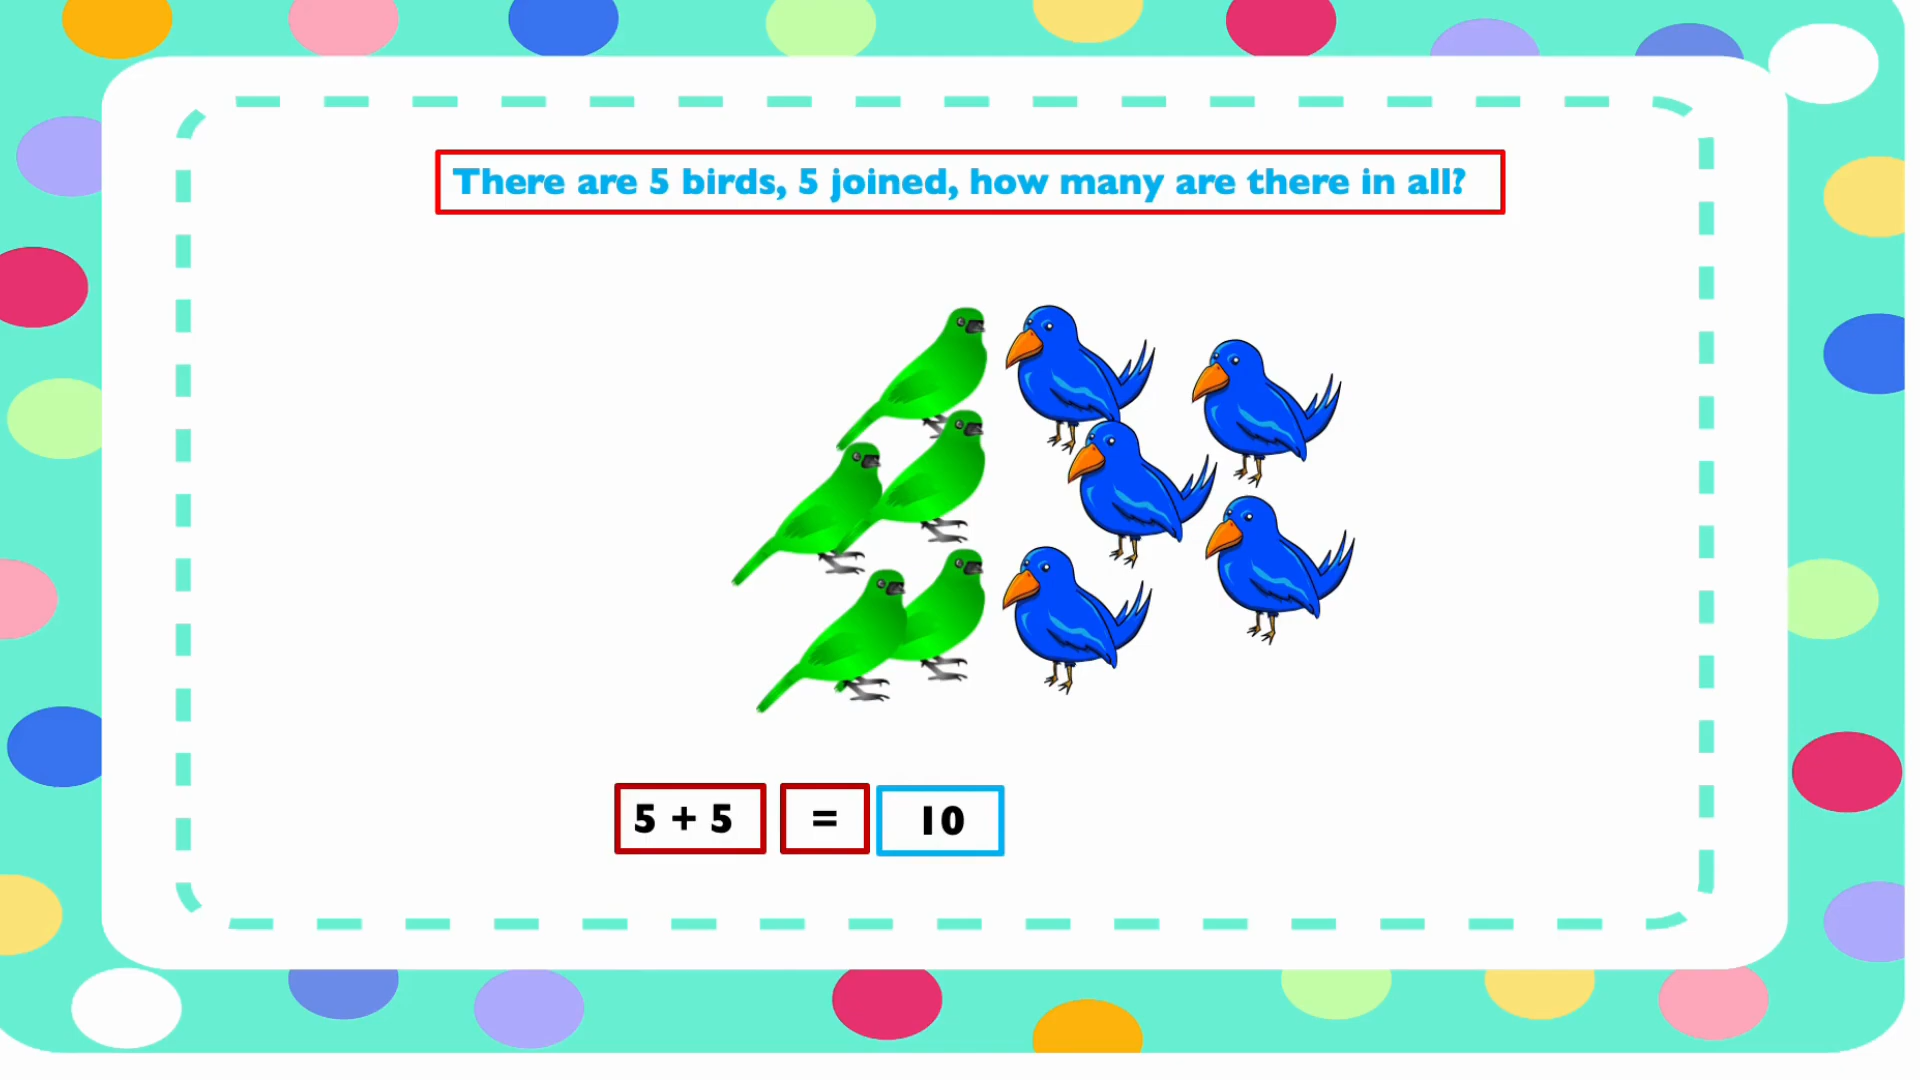 There are 5 birds, 5 joined, how many are there in all?
5 + 5 = 10